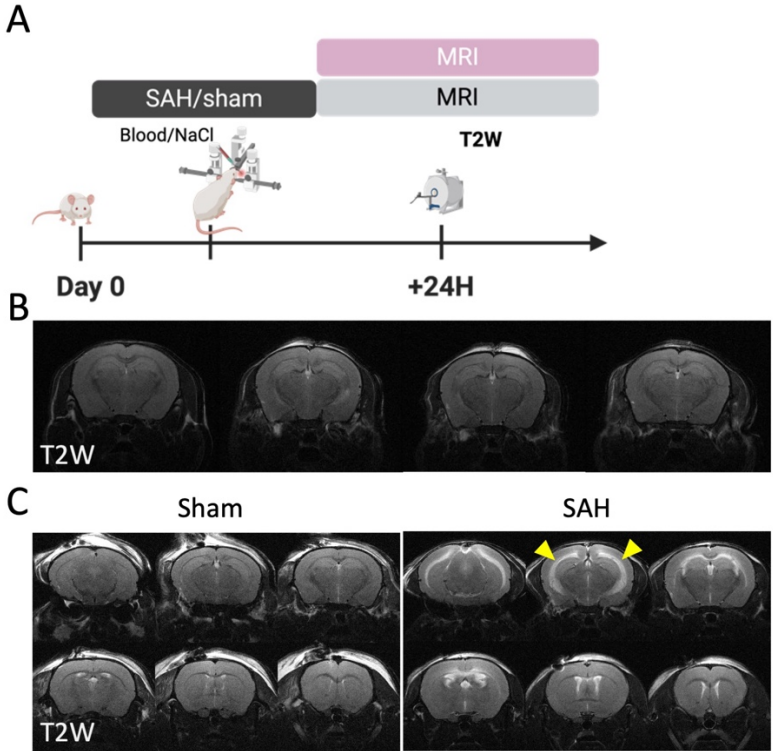 A
MRI
SAH/sham
MRI
Blood/NaCl
T2W
Day 0
+24H
B
T2W
C
Sham
SAH
T2W